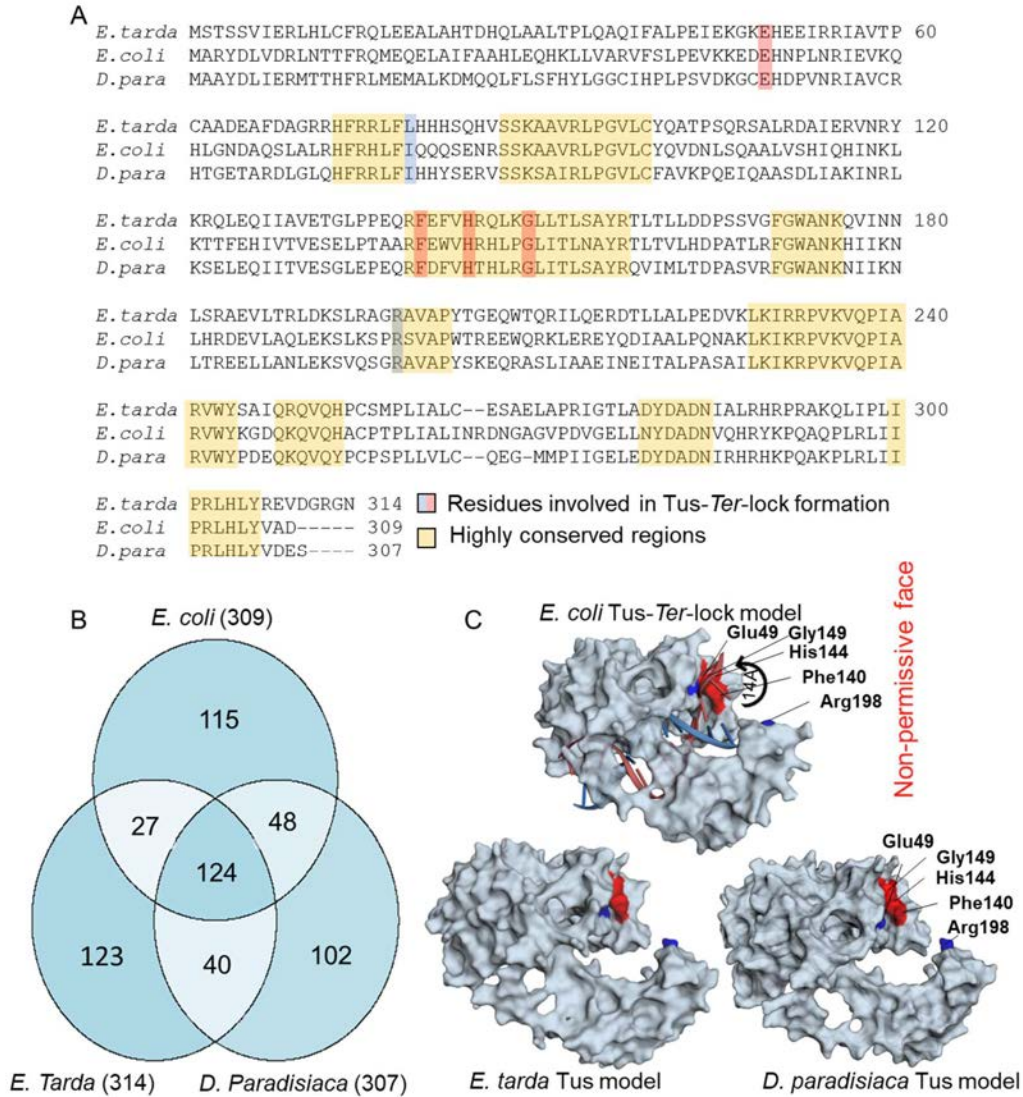 A
E.tarda MSTSSVIERLHLCFRQLEEALAHTDHQLAALTPLQAQIFALPEIEKGKEHEEIRRIAVTP 60
E.coli MARYDLVDRLNTTFRQMEQELAIFAAHLEQHKLLVARVFSLPEVKKEDEHNPLNRIEVKQ
D.para MAAYDLIERMTTHFRLMEMALKDMQQLFLSFHYLGGCIHPLPSVDKGCEHDPVNRIAVCR
E.tarda CAADEAFDAGRRHFRRLFLHHHSQHVSSKAAVRLPGVLCYQATPSQRSALRDAIERVNRY 120
E.coli HLGNDAQSLALRHFRHLFIQQQSENRSSKAAVRLPGVLCYQVDNLSQAALVSHIQHINKL
D.para HTGETARDLGLQHFRRLFIHHYSERVSSKSAIRLPGVLCFAVKPQEIQAASDLIAKINRL
E.tarda KRQLEQIIAVETGLPPEQRFEFVHRQLKGLLTLSAYRTLTLLDDPSSVGFGWANKQVINN 180
E.coli KTTFEHIVTVESELPTAARFEWVHRHLPGLITLNAYRTLTVLHDPATLRFGWANKHIIKN
D.para KSELEQIITVESGLEPEQRFDFVHTHLRGLITLSAYRQVIMLTDPASVRFGWANKNIIKN
E.tarda LSRAEVLTRLDKSLRAGRAVAPYTGEQWTQRILQERDTLLALPEDVKLKIRRPVKVQPIA 240
E.coli LHRDEVLAQLEKSLKSPRSVAPWTREEWQRKLEREYQDIAALPQNAKLKIKRPVKVQPIA
D.para LTREELLANLEKSVQSGRAVAPYSKEQRASLIAAEINEITALPASAILKIKRPVKVQPIA
E.tarda RVWYSAIQRQVQHPCSMPLIALC--ESAELAPRIGTLADYDADNIALRHRPRAKQLIPLI 300
E.coli RVWYKGDQKQVQHACPTPLIALINRDNGAGVPDVGELLNYDADNVQHRYKPQAQPLRLII
D.para RVWYPDEQKQVQYPCPSPLLVLC--QEG-MMPIIGELEDYDADNIRHRHKPQAKPLRLII
E.tarda PRLHLYREVDGRGN 314
E.coli PRLHLYVAD----- 309
D.para PRLHLYVDES---- 307
Residues involved in Tus-Ter-lock formation
Highly conserved regions
B
E. coli (309)
115
27
48
124
123
40
102
E. Tarda (314)
D. Paradisiaca (307)
C
E. coli Tus-Ter-lock model
Glu49
Gly149
His144
Phe140
Arg198
14A
Non-permissive face
Glu49
Gly149
His144
Phe140
Arg198
E. tarda Tus model
D. paradisiaca Tus model